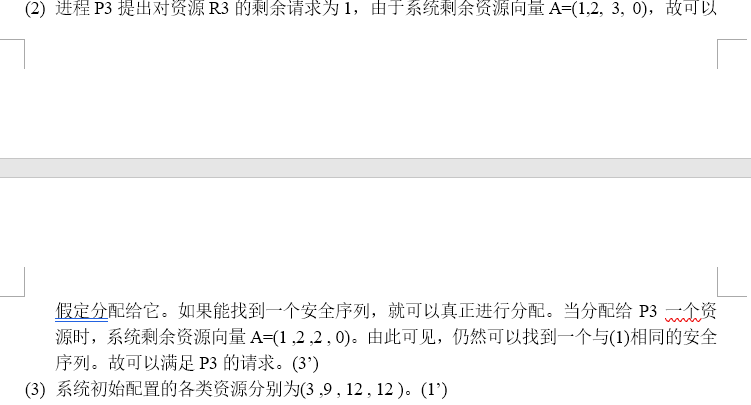 (2) 进程 P3 提出对资源 R3 的剩余请求为 1，由于系统剩余资源向量 A=(1,2, 3, 0)，故可以
假定分配给它。如果能找到一个安全序列，就可以真正进行分配。当分配给 P3 一个资
源时，系统剩余资源向量 A=(1 ,2 ,2 , 0)。由此可见，仍然可以找到一个与(1)相同的安全
序列。故可以满足 P3 的请求。(3’)
(3) 系统初始配置的各类资源分别为(3 ,9 , 12 , 12 )。(1’)